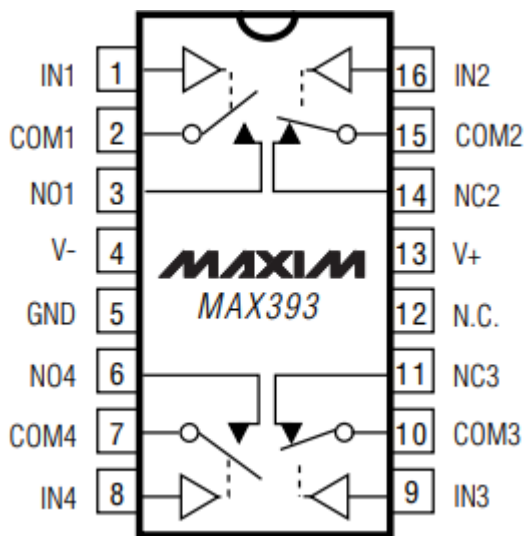 IN1 1 16 IN2
COM1 2 15 COM2
NO1 3 14 NC2
V- 4 13 V+
MAXIM
MAX393
GND 5 12 N.C.
NO4 6 11 NC3
COM4 7 10 COM3
IN4 8 9 IN3